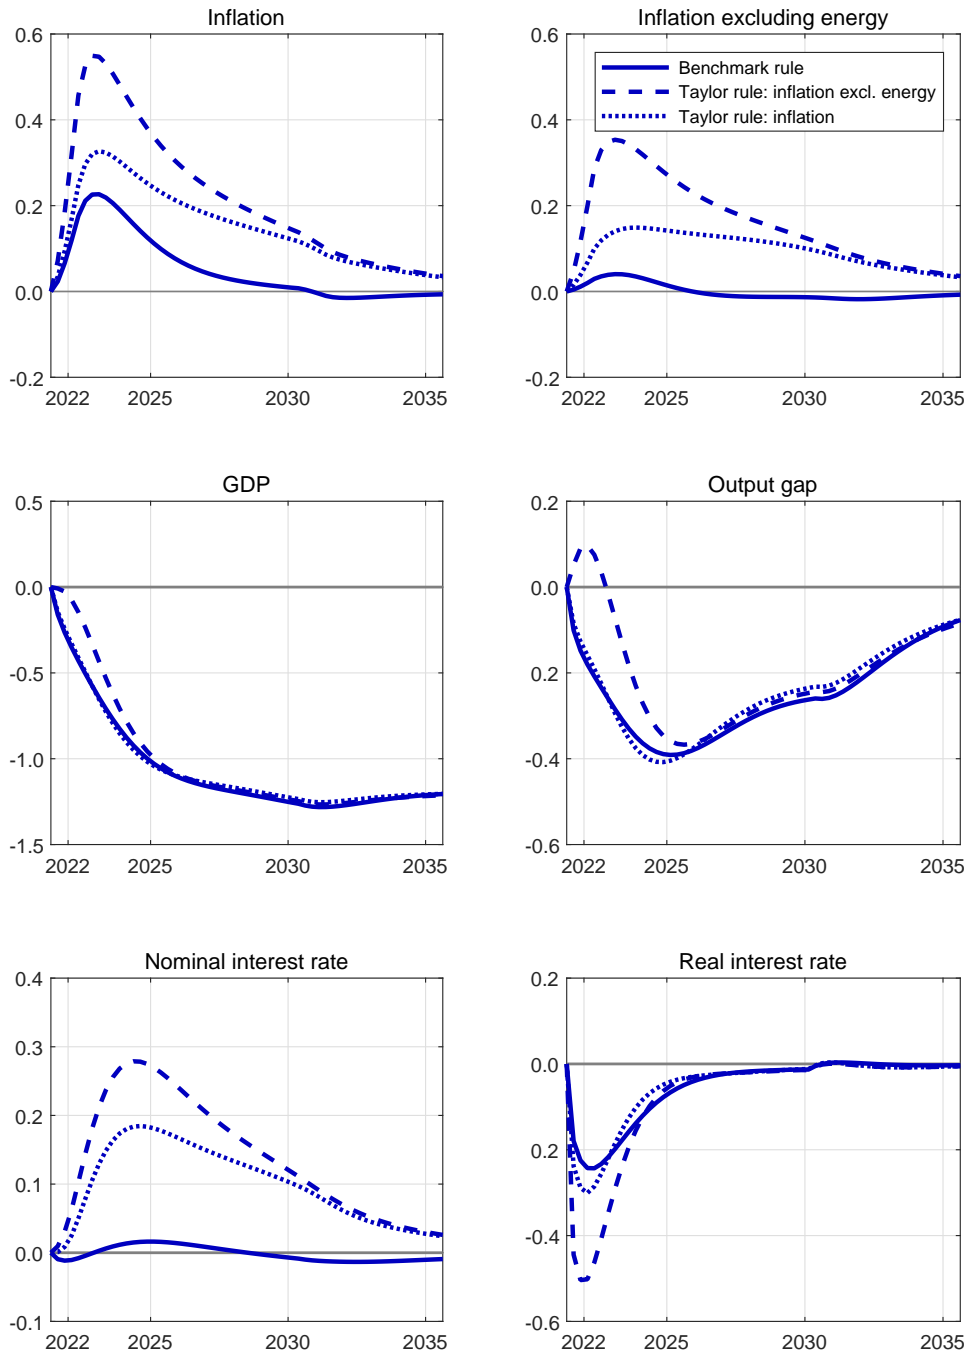 Inflation
0.6
0.4
0.2
0.0
-0.2
2022 2025 2030 2035
Inflation excluding energy
Benchmark rule
Taylor rule: inflation excl. energy
Taylor rule: inflation
0.6
0.4
0.2
0.0
-0.2
2022 2025 2030 2035
GDP
0.5
0.0
-0.5
-1.0
-1.5
2022 2025 2030 2035
Output gap
0.2
0.0
0.2
-0.4
-0.6
2022 2025 2030 2035
Nominal interest rate
0.4
0.3
0.2
0.1
0.0
-0.1
2022 2025 2030 2035
Real interest rate
0.2
0.0
0.2
-0.4
-0.6
2022 2025 2030 2035